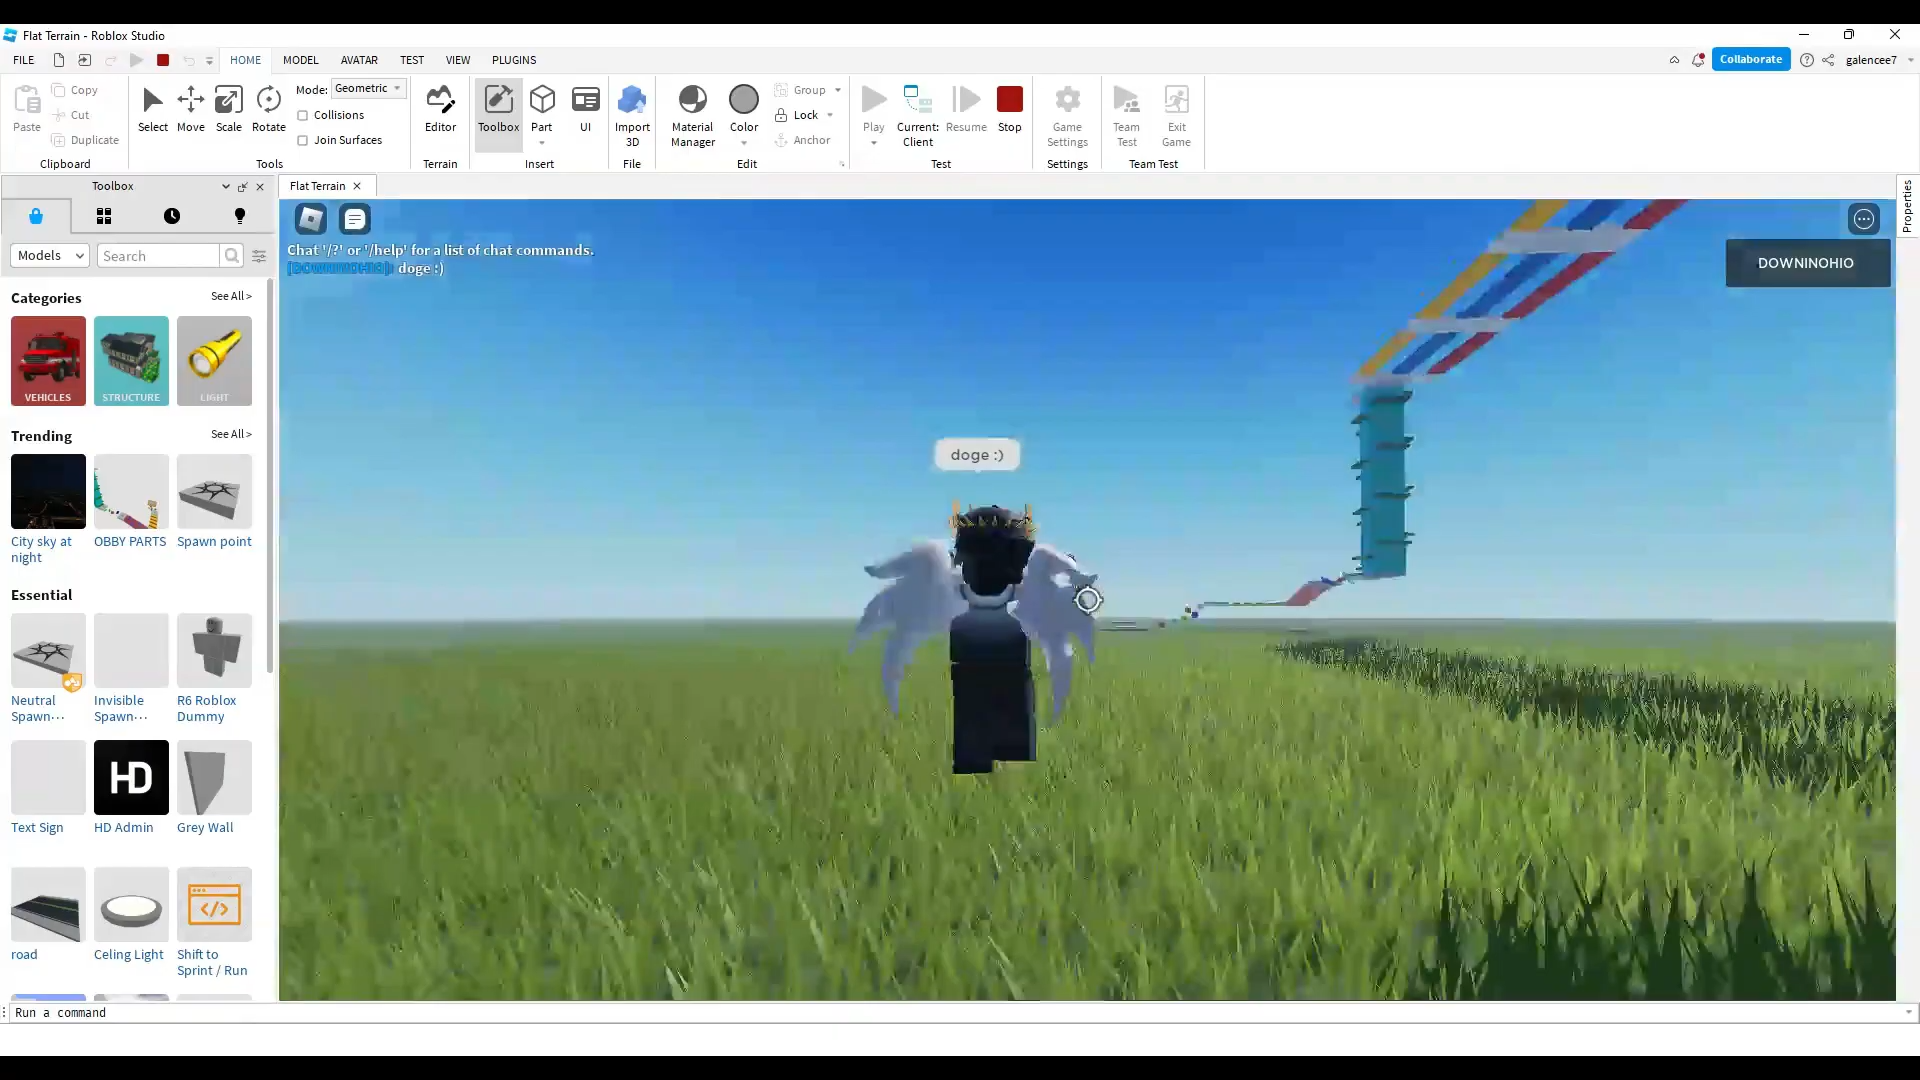 Flat Terrain - Roblox Studio
FILE
HOME
MODEL
AVATAR
TEST
VIEW
PLUGINS
Collaborate
galencee7
Paste
Copy
Cut
Duplicate
Clipboard
Select
Move
Scale
Rotate
Mode: Geometric
Collisions
Join Surfaces
Tools
Editor
Terrain
Toolbox
Part
UI
Insert
Import
3D
File
Material
Manager
Color
Group
Lock
Anchor
Edit
Play
Current:
Client
Resume
Stop
Test
Game
Settings
Settings
Team
Test
Exit
Game
Team Test
Toolbox
Models
Search
Categories
See All >
VEHICLES
STRUCTURE
LIGHT
Trending
See All >
City sky at
night
OBBY PARTS
Spawn point
Essential
Neutral
Spawn···
Invisible
Spawn···
R6 Roblox
Dummy
HD
Text Sign
HD Admin
Grey Wall
road
Celing Light
Shift to
Sprint / Run
Flat Terrain
Chat '/?' or '/help' for a list of chat commands.
[DOWNINOHIO]: doge :)
DOWNINOHIO
doge :)
Properties
Run a command